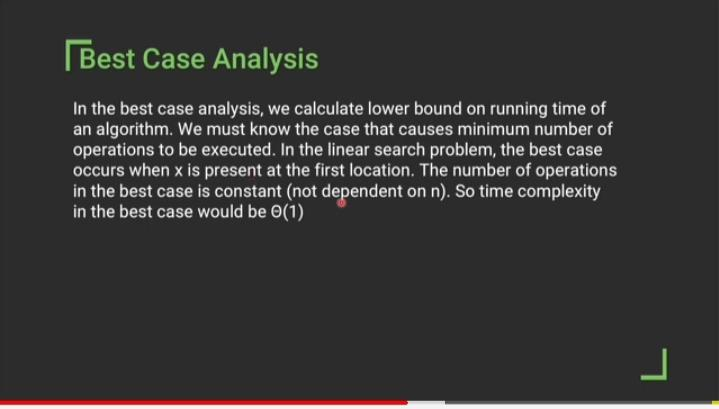 Best Case Analysis
In the best case analysis, we calculate lower bound on running time of
an algorithm. We must know the case that causes minimum number of
operations to be executed. In the linear search problem, the best case
occurs when x is present at the first location. The number of operations
in the best case is constant (not dependent on n). So time complexity
in the best case would be Θ(1)